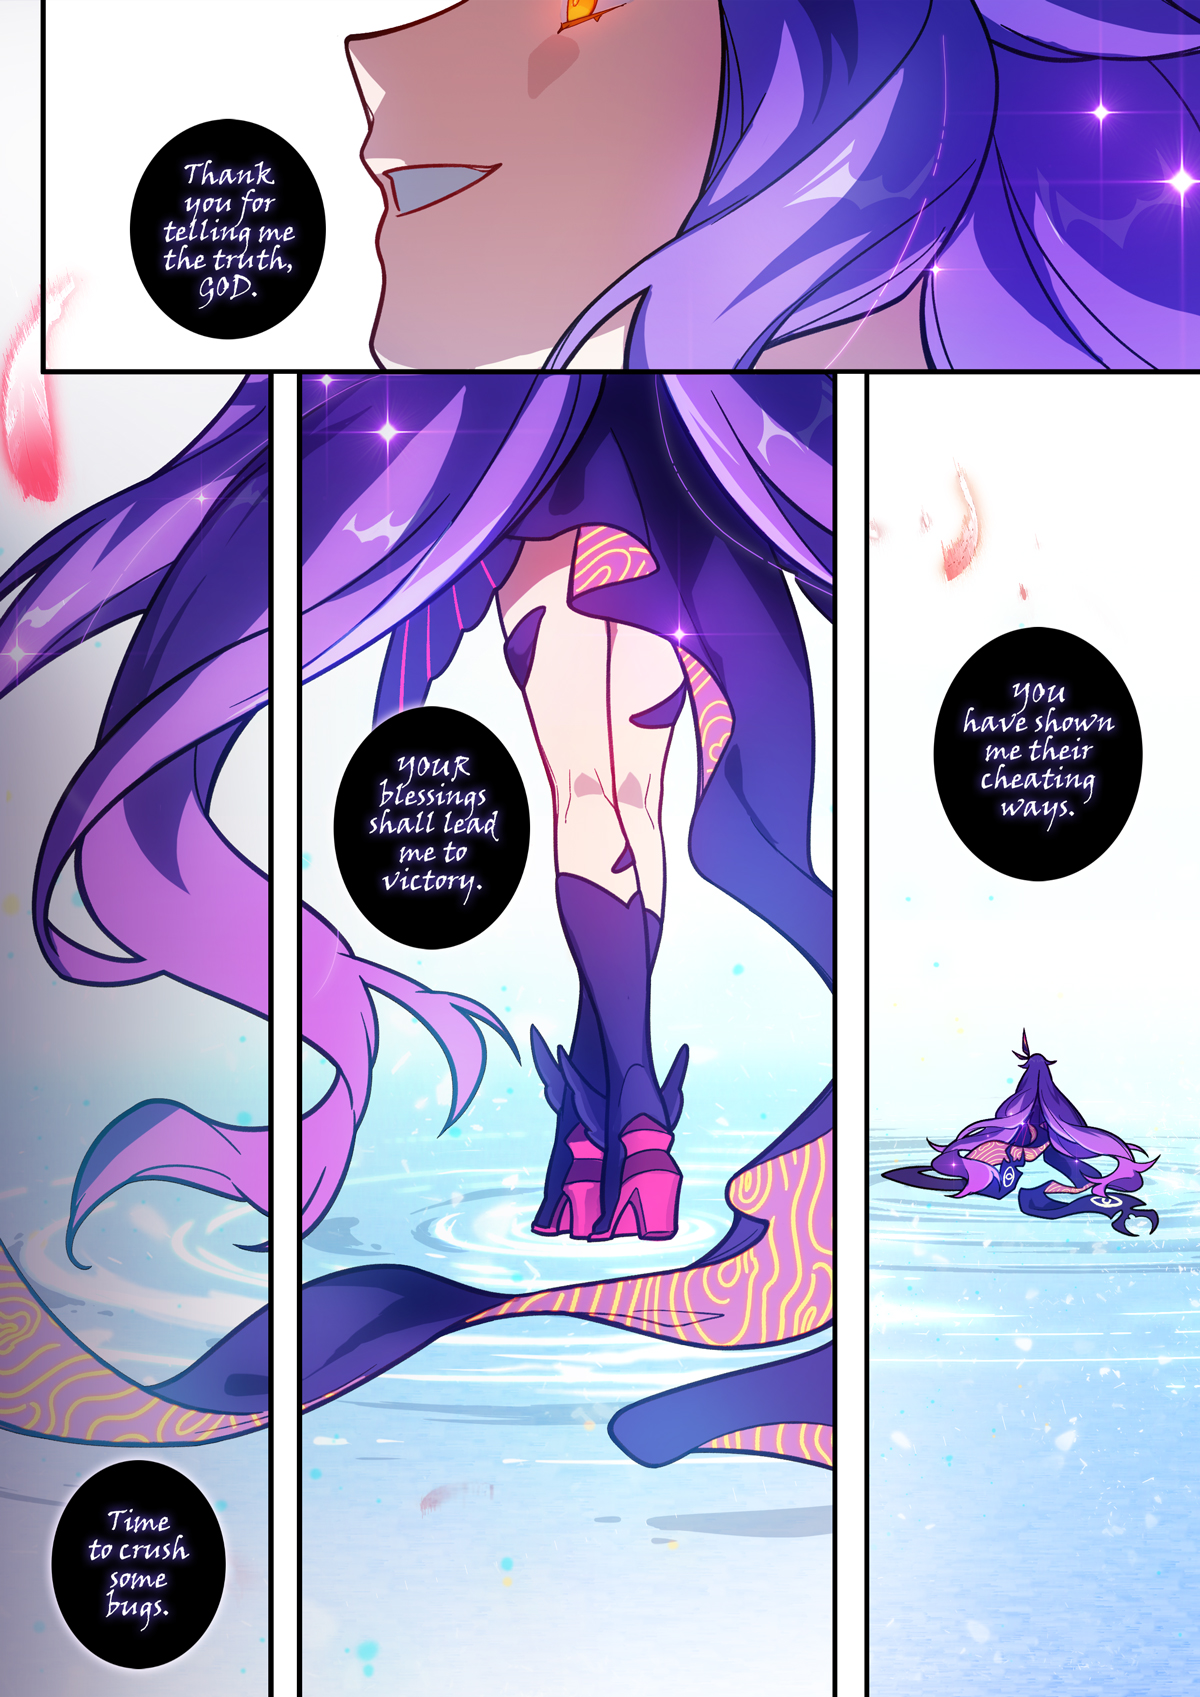 Thank
you for
telling me
the truth,
GOD.
YOU
have shown
me their
cheating
ways.
YOUR
blessings
shall lead
me to
victory.
Time
to crush
some
bugs.